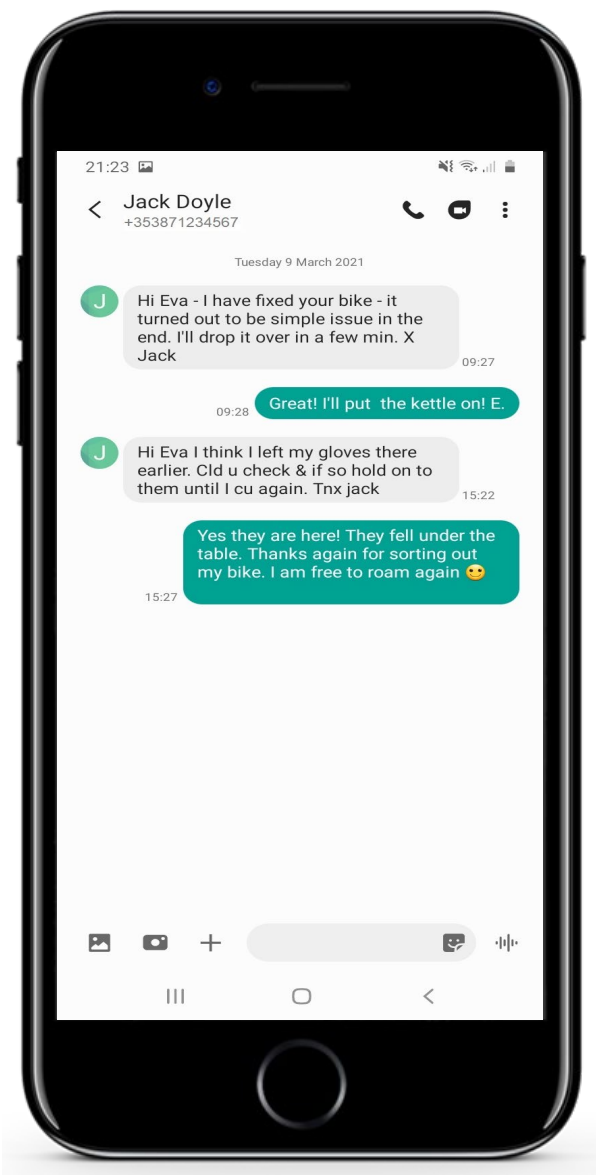 21:23
Jack Doyle
+353871234567
Tuesday 9 March 2021
J
Hi Eva - I have fixed your bike - it
turned out to be simple issue in the
end. I'll drop it over in a few min. X
Jack
09:27
Great! I'll put  the kettle on! E.
09:28
J
Hi Eva I think I left my gloves there
earlier. Cld u check & if so hold on to
them until I cu again. Tnx jack
15:22
Yes they are here! They fell under the
table. Thanks again for sorting out
my bike. I am free to roam again 🙂
15:27